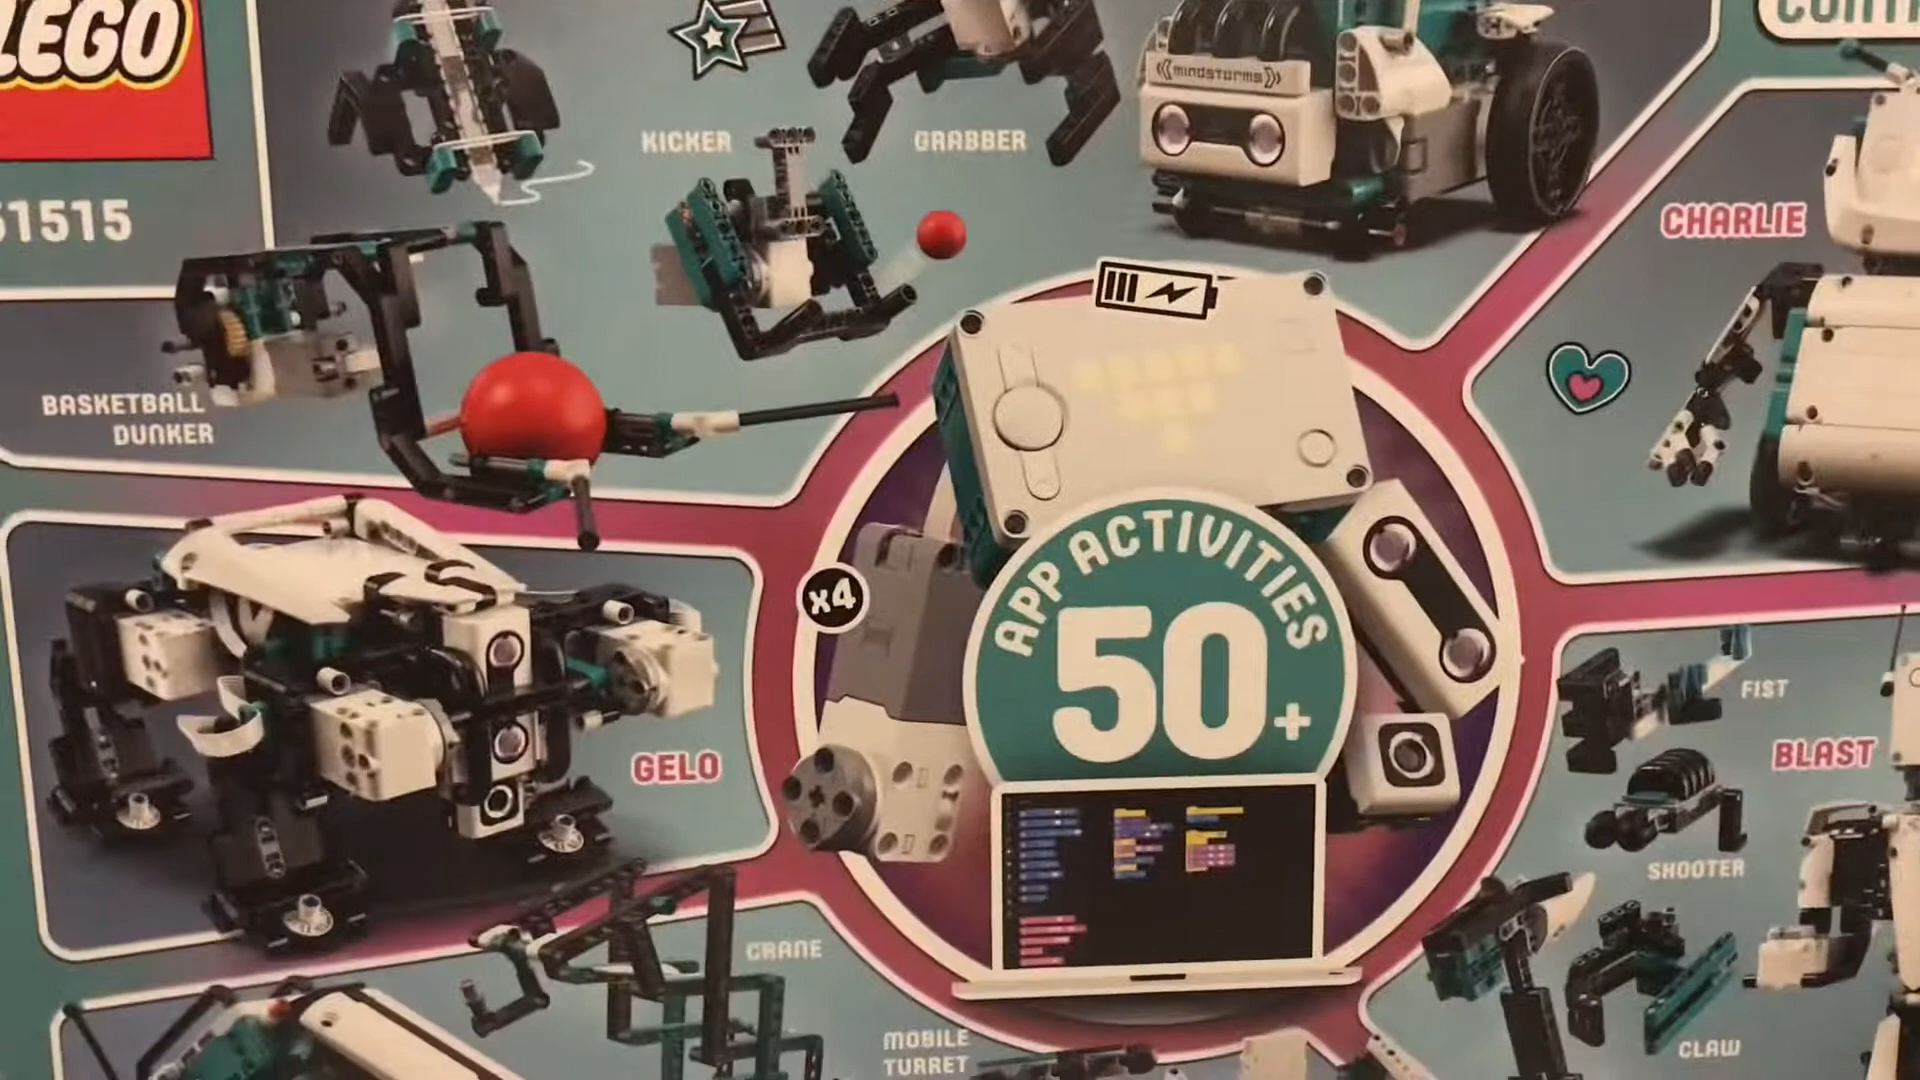 LEGO
51515
KICKER
GRABBER
MINDSTORMS
CHARLIE
BASKETBALL
DUNKER
x4
APP ACTIVITIES
50+
GELO
FIST
BLAST
SHOOTER
CRANE
MOBILE
TURRET
CLAW